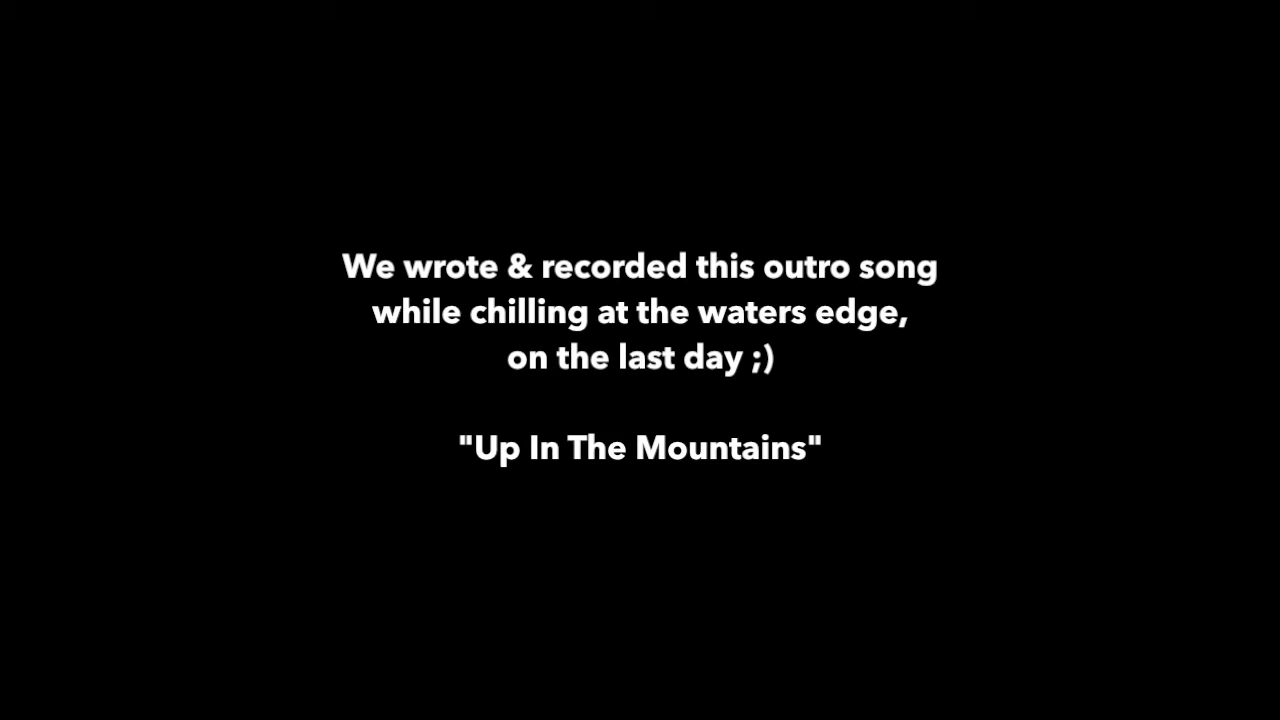 We wrote & recorded this outro song
while chilling at the waters edge,
on the last day ;)
"Up In The Mountains"